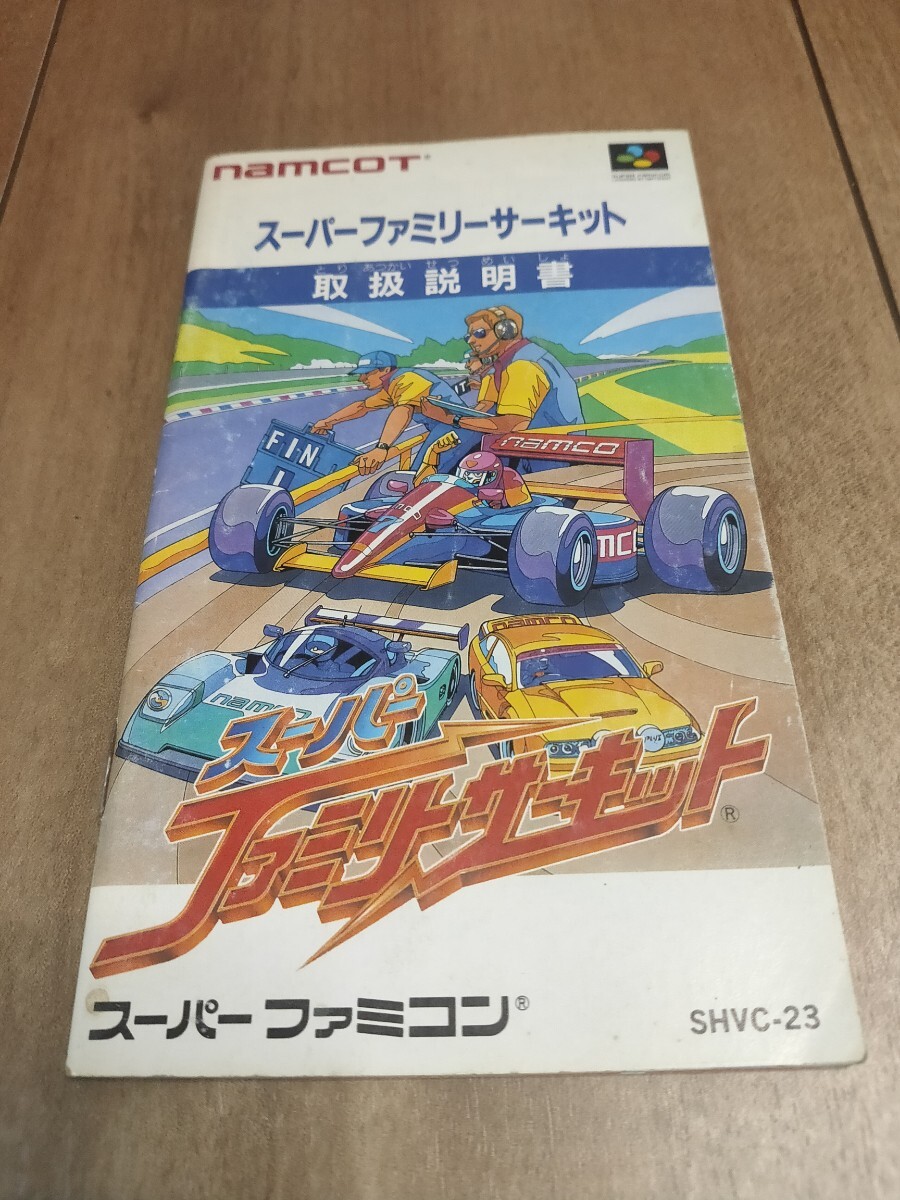 namcoT
スーパーファミリーサーキット
とり あつかい せつ めい しょ
取扱説明書
FIN
1
namco
namco
namco
スーパー
ファミリーサーキット®
スーパーファミコン®
SHVC-23